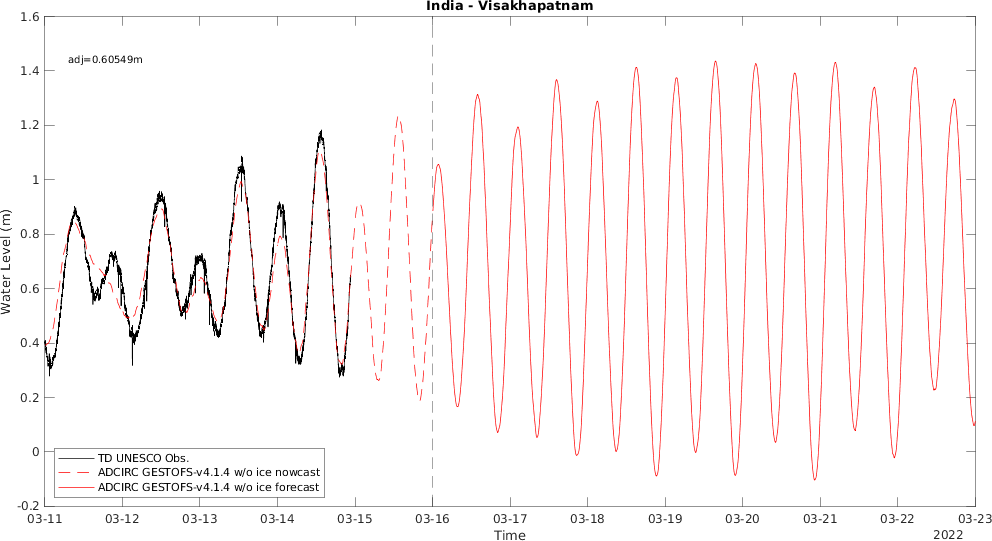 India - Visakhapatnam
adj=0.60549m
Water Level (m)
1.6
1.4
1.2
1
0.8
0.6
0.4
0.2
0
-0.2
TD UNESCO Obs.
ADCIRC GESTOFS-v4.1.4 w/o ice nowcast
ADCIRC GESTOFS-v4.1.4 w/o ice forecast
03-11 03-12 03-13 03-14 03-15 03-16 03-17 03-18 03-19 03-20 03-21 03-22 03-23
Time
2022